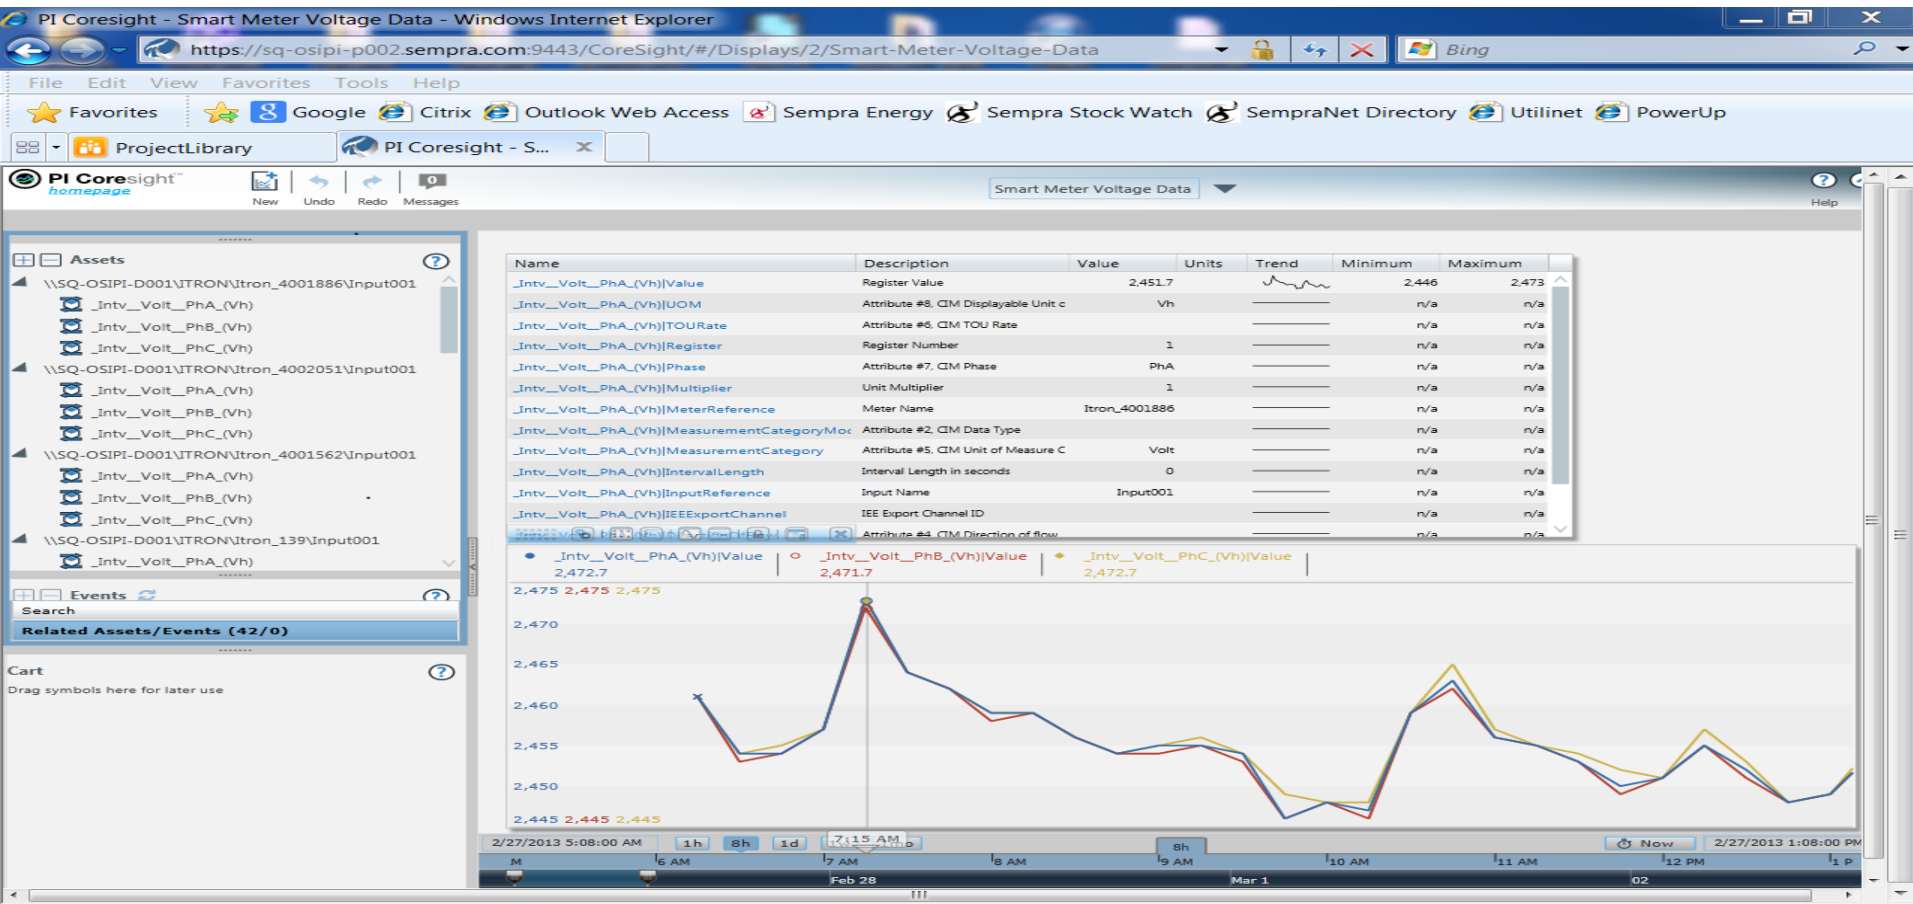 PI Coresight - Smart Meter Voltage Data - Windows Internet Explorer
https://sq-osipi-p002.sempra.com:9443/CoreSight/#/Displays/2/Smart-Meter-Voltage-Data Bing
File Edit View Favorites Tools Help
Favorites Google Citrix Outlook Web Access Sempra Energy Sempra Stock Watch SempraNet Directory Utilinet PowerUp
ProjectLibrary PI Coresight - S...
PI Coresight™
homepage
New Undo Redo Messages
0
Smart Meter Voltage Data
Help
Assets
\\SQ-OSIPI-D001\ITRON\Itron_4001886\Input001
_Intv__Volt__PhA_(Vh)
_Intv__Volt__PhB_(Vh)
_Intv__Volt__PhC_(Vh)
\\SQ-OSIPI-D001\ITRON\Itron_4002051\Input001
_Intv__Volt__PhA_(Vh)
_Intv__Volt__PhB_(Vh)
_Intv__Volt__PhC_(Vh)
\\SQ-OSIPI-D001\ITRON\Itron_4001562\Input001
_Intv__Volt__PhA_(Vh)
_Intv__Volt__PhB_(Vh)
_Intv__Volt__PhC_(Vh)
\\SQ-OSIPI-D001\ITRON\Itron_139\Input001
_Intv__Volt__PhA_(Vh)
Events
Search
Related Assets/Events (42/0)
Cart
Drag symbols here for later use
Name Description Value Units Trend Minimum Maximum
_Intv__Volt__PhA_(Vh)|Value Register Value 2,451.7 2,446 2,473
_Intv__Volt__PhA_(Vh)|UOM Attribute #8, CIM Displayable Unit c Vh n/a n/a
_Intv__Volt__PhA_(Vh)|TOURate Attribute #6, CIM TOU Rate n/a n/a
_Intv__Volt__PhA_(Vh)|Register Register Number 1 n/a n/a
_Intv__Volt__PhA_(Vh)|Phase Attribute #7, CIM Phase PhA n/a n/a
_Intv__Volt__PhA_(Vh)|Multiplier Unit Multiplier 1 n/a n/a
_Intv__Volt__PhA_(Vh)|MeterReference Meter Name Itron_4001886 n/a n/a
_Intv__Volt__PhA_(Vh)|MeasurementCategoryMoc Attribute #2, CIM Data Type n/a n/a
_Intv__Volt__PhA_(Vh)|MeasurementCategory Attribute #5, CIM Unit of Measure C Volt n/a n/a
_Intv__Volt__PhA_(Vh)|IntervalLength Interval Length in seconds 0 n/a n/a
_Intv__Volt__PhA_(Vh)|InputReference Input Name Input001 n/a n/a
_Intv__Volt__PhA_(Vh)|IEEExportChannel IEE Export Channel ID n/a n/a
Attribute #4, CIM Direction of flow n/a n/a
_Intv__Volt__PhA_(Vh)|Value _Intv__Volt__PhB_(Vh)|Value _Intv__Volt__PhC_(Vh)|Value
2,472.7 2,471.7 2,472.7
2,475 2,475 2,475
2,470
2,465
2,460
2,455
2,450
2,445 2,445 2,445
2/27/2013 5:08:00 AM 1h 8h 1d 7:15 AM 8h Now 2/27/2013 1:08:00 PM
M 6 AM 7 AM 8 AM 9 AM 10 AM 11 AM 12 PM 1 P
Feb 28 Mar 1 02